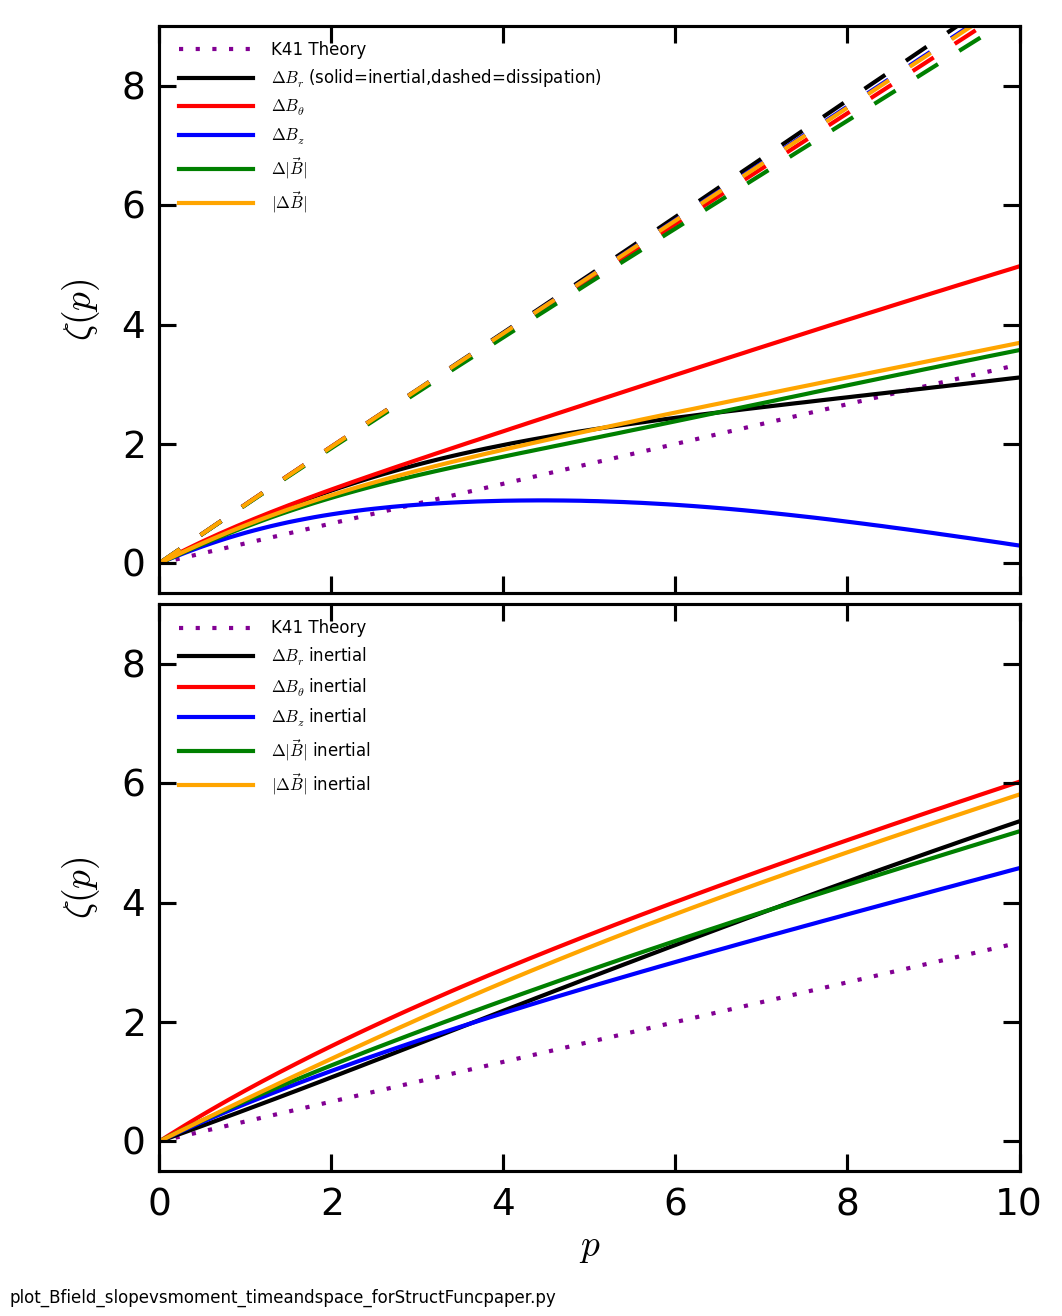 K41 Theory
ΔB_r (solid=inertial,dashed=dissipation)
ΔB_θ
ΔB_z
Δ|B⃗|
|ΔB⃗|
8
6
4
2
0
ζ(p)
K41 Theory
ΔB_r inertial
ΔB_θ inertial
ΔB_z inertial
Δ|B⃗| inertial
|ΔB⃗| inertial
8
6
4
2
0
ζ(p)
0 2 4 6 8 10
p
plot_Bfield_slopevsmoment_timeandspace_forStructFuncpaper.py